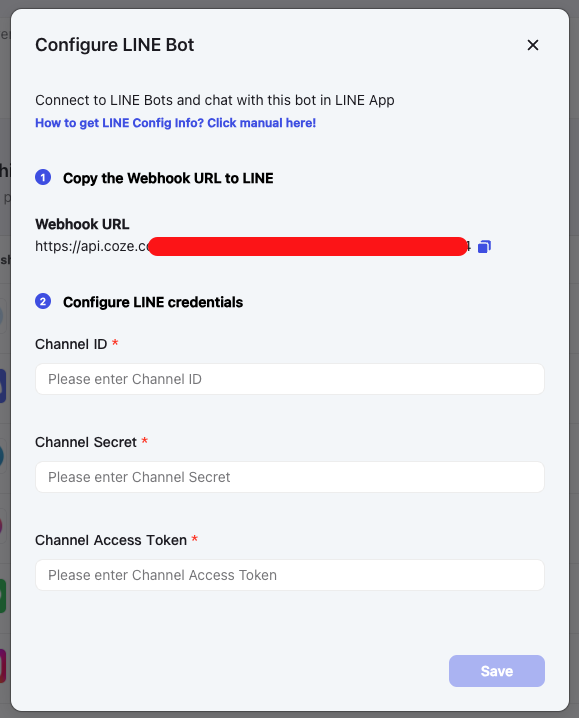 Configure LINE Bot
Connect to LINE Bots and chat with this bot in LINE App
How to get LINE Config Info? Click manual here!
1 Copy the Webhook URL to LINE
Webhook URL
https://api.coze.c
2 Configure LINE credentials
Channel ID *
Please enter Channel ID
Channel Secret *
Please enter Channel Secret
Channel Access Token *
Please enter Channel Access Token
Save